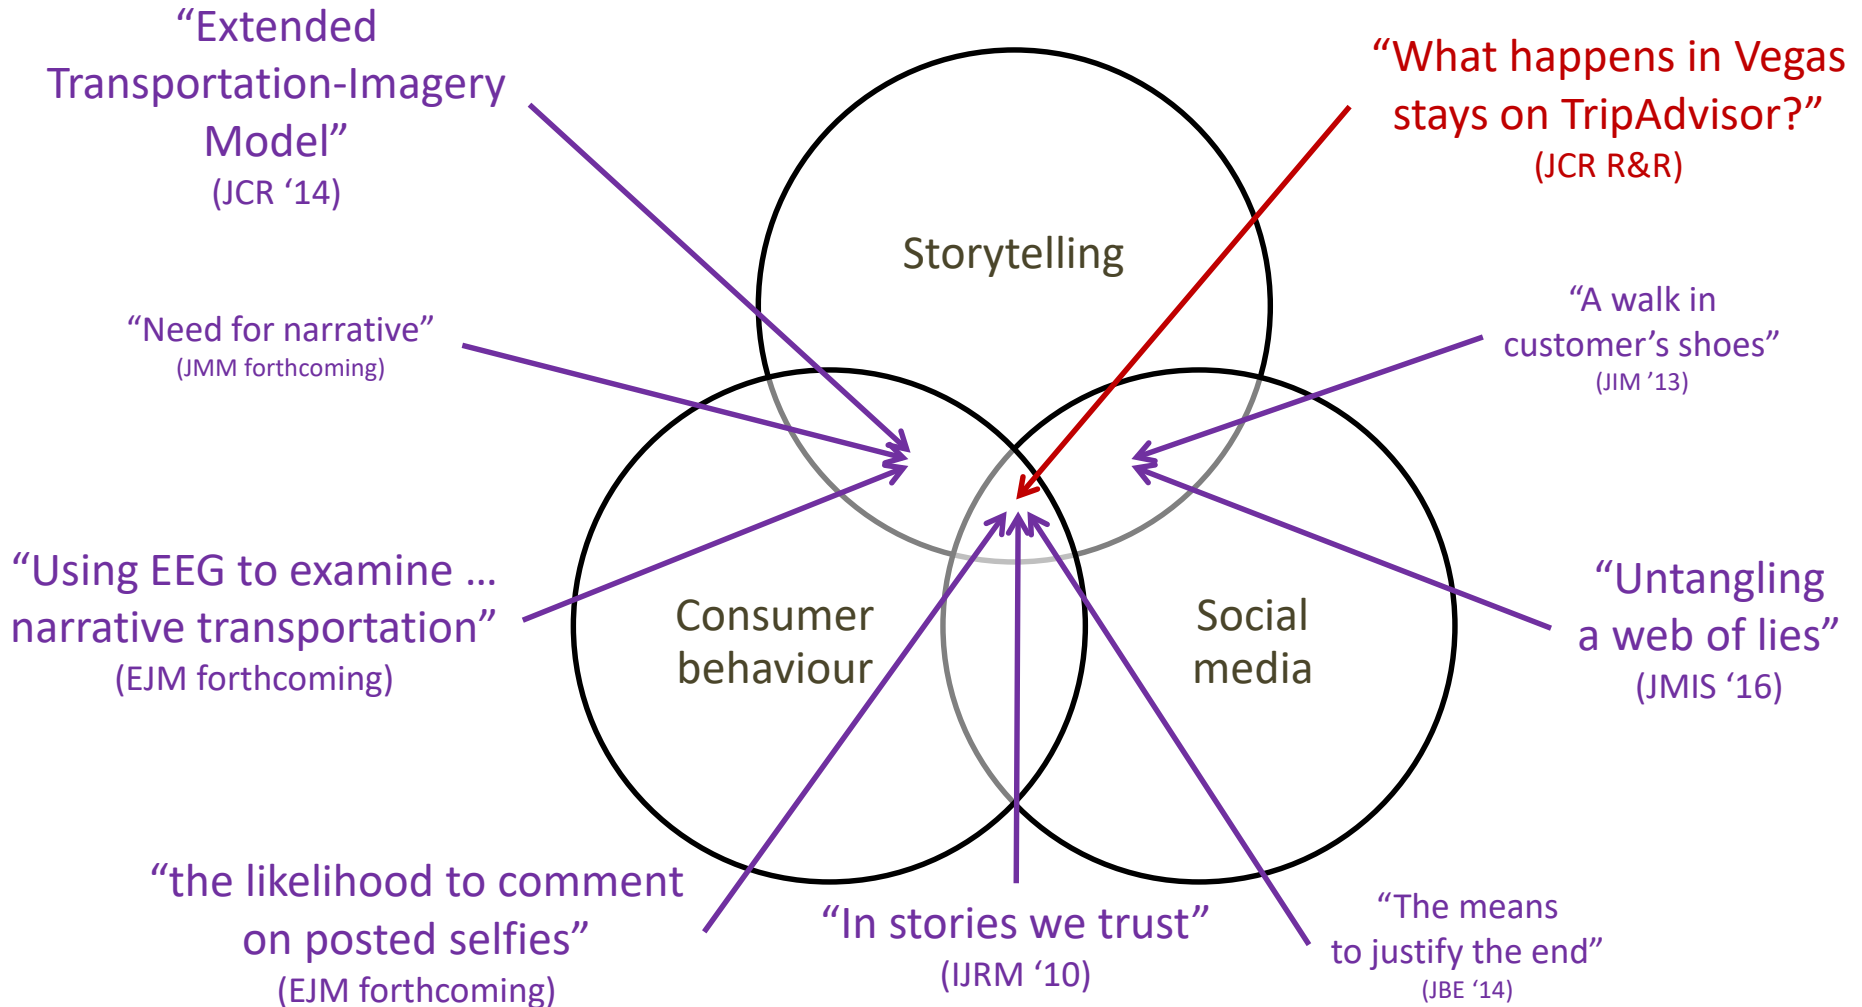 “Extended
Transportation-Imagery
Model”
(JCR ‘14)
“What happens in Vegas
stays on TripAdvisor?”
(JCR R&R)
Storytelling
“Need for narrative”
(JMM forthcoming)
“A walk in
customer’s shoes”
(JIM ’13)
“Using EEG to examine ...
narrative transportation”
(EJM forthcoming)
Consumer
behaviour
Social
media
“Untangling
a web of lies”
(JMIS ‘16)
“the likelihood to comment
on posted selfies”
(EJM forthcoming)
“In stories we trust”
(IJRM ‘10)
“The means
to justify the end”
(JBE ‘14)